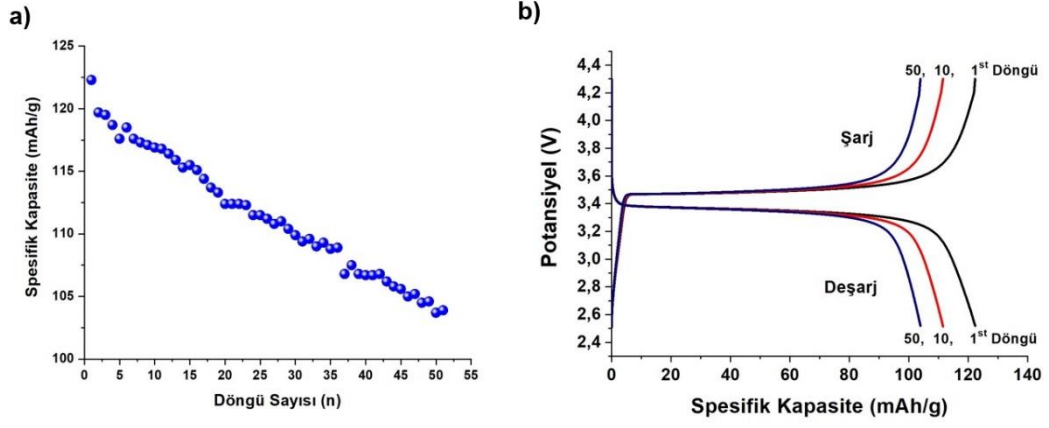 a)
125
120
115
110
105
100
Spesifik Kapasite (mAh/g)
0 5 10 15 20 25 30 35 40 45 50 55
Döngü Sayısı (n)
b)
4,4
4,2
4,0
3,8
3,6
3,4
3,2
3,0
2,8
2,6
2,4
Potansiyel (V)
50, 10, 1st Döngü
Şarj
Deşarj
50, 10, 1st Döngü
0 20 40 60 80 100 120 140
Spesifik Kapasite (mAh/g)